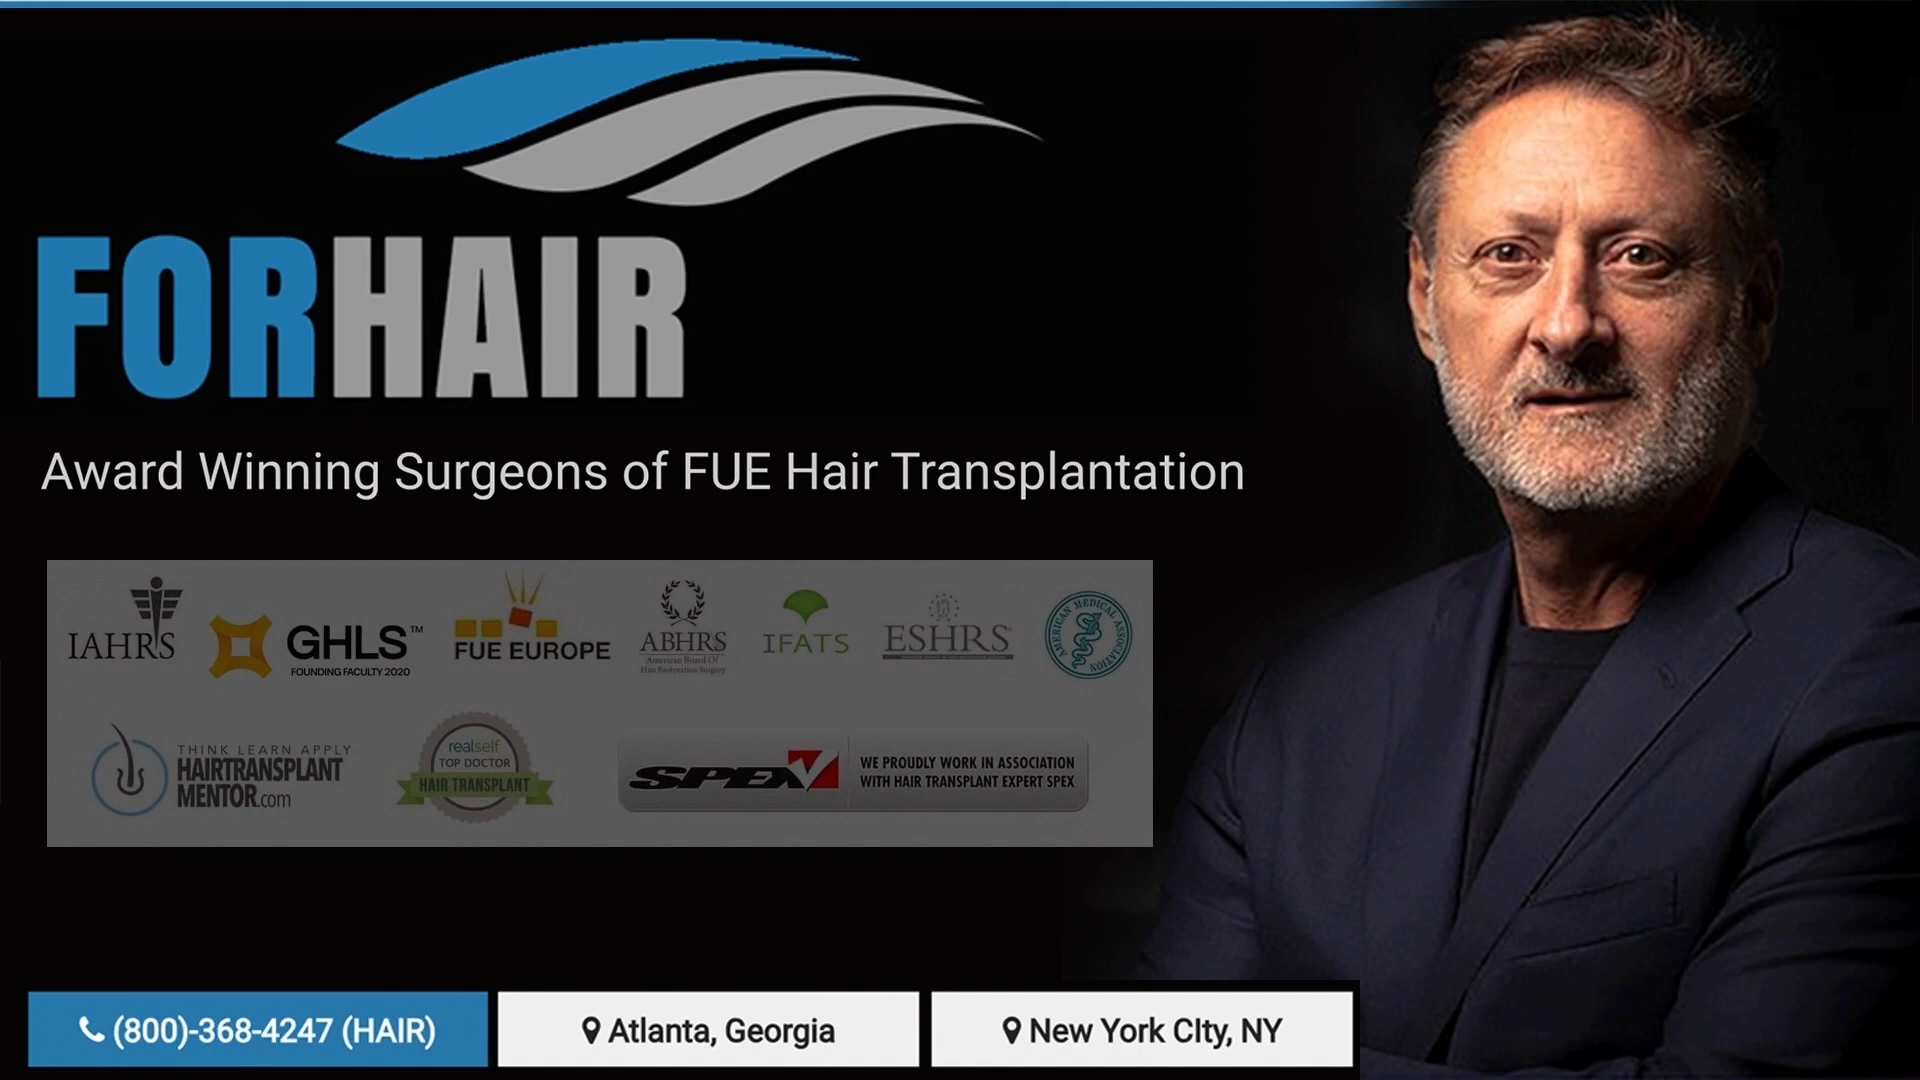 FORHAIR
Award Winning Surgeons of FUE Hair Transplantation
IAHRS
GHLS™
FOUNDING FACULTY 2020
FUE EUROPE
ABHRS
American Board Of
Hair Restoration Surgery
IFATS
ESHRS
AMERICAN MEDICAL ASSOCIATION
THINK LEARN APPLY
HAIRTRANSPLANT
MENTOR.com
realself
TOP DOCTOR
HAIR TRANSPLANT
SPEX
WE PROUDLY WORK IN ASSOCIATION
WITH HAIR TRANSPLANT EXPERT SPEX
(800)-368-4247 (HAIR)
Atlanta, Georgia
New York CIty, NY